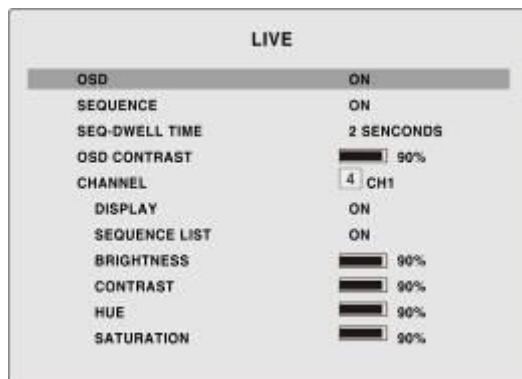 LIVE
OSD ON
SEQUENCE ON
SEQ-DWELL TIME 2 SENCONDS
OSD CONTRAST 90%
CHANNEL 4 CH1
DISPLAY ON
SEQUENCE LIST ON
BRIGHTNESS 90%
CONTRAST 90%
HUE 90%
SATURATION 90%